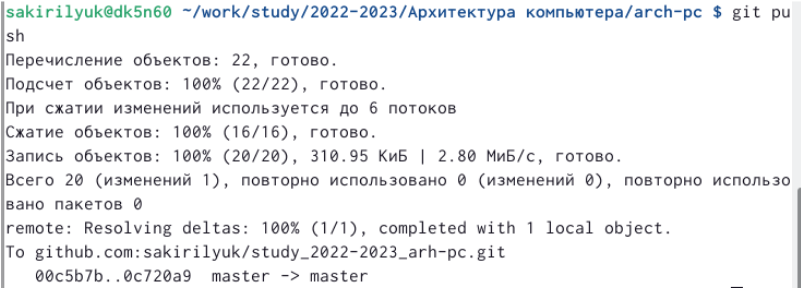 sakirilyuk@dk5n60 ~/work/study/2022-2023/Архитектура компьютера/arch-pc $ git pu
sh
Перечисление объектов: 22, готово.
Подсчет объектов: 100% (22/22), готово.
При сжатии изменений используется до 6 потоков
Сжатие объектов: 100% (16/16), готово.
Запись объектов: 100% (20/20), 310.95 КиБ | 2.80 МиБ/с, готово.
Всего 20 (изменений 1), повторно использовано 0 (изменений 0), повторно использо
вано пакетов 0
remote: Resolving deltas: 100% (1/1), completed with 1 local object.
To github.com:sakirilyuk/study_2022-2023_arh-pc.git
   00c5b7b..0c720a9  master -> master